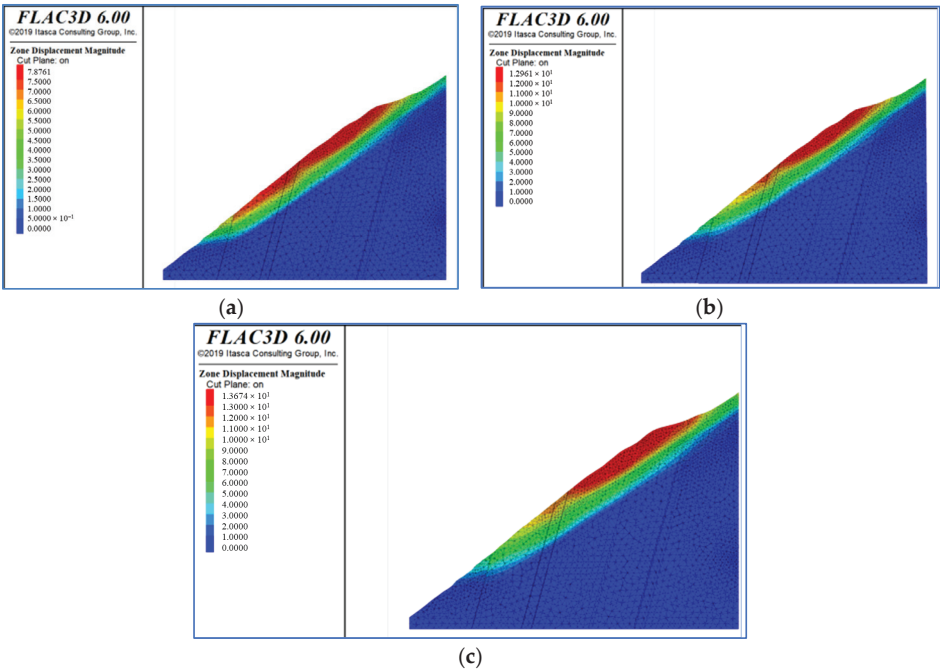 FLAC3D 6.00
©2019 Itasca Consulting Group, Inc.
Zone Displacement Magnitude
Cut Plane: on
7.8761
7.5000
7.0000
6.5000
6.0000
5.5000
5.0000
4.5000
4.0000
3.5000
3.0000
2.5000
2.0000
1.5000
1.0000
5.0000 × 10⁻¹
0.0000
(a)
FLAC3D 6.00
©2019 Itasca Consulting Group, Inc.
Zone Displacement Magnitude
Cut Plane: on
1.2961 × 10¹
1.2000 × 10¹
1.1000 × 10¹
1.0000 × 10¹
9.0000
8.0000
7.0000
6.0000
5.0000
4.0000
3.0000
2.0000
1.0000
0.0000
(b)
FLAC3D 6.00
©2019 Itasca Consulting Group, Inc.
Zone Displacement Magnitude
Cut Plane: on
1.3674 × 10¹
1.3000 × 10¹
1.2000 × 10¹
1.1000 × 10¹
1.0000 × 10¹
9.0000
8.0000
7.0000
6.0000
5.0000
4.0000
3.0000
2.0000
1.0000
0.0000
(c)